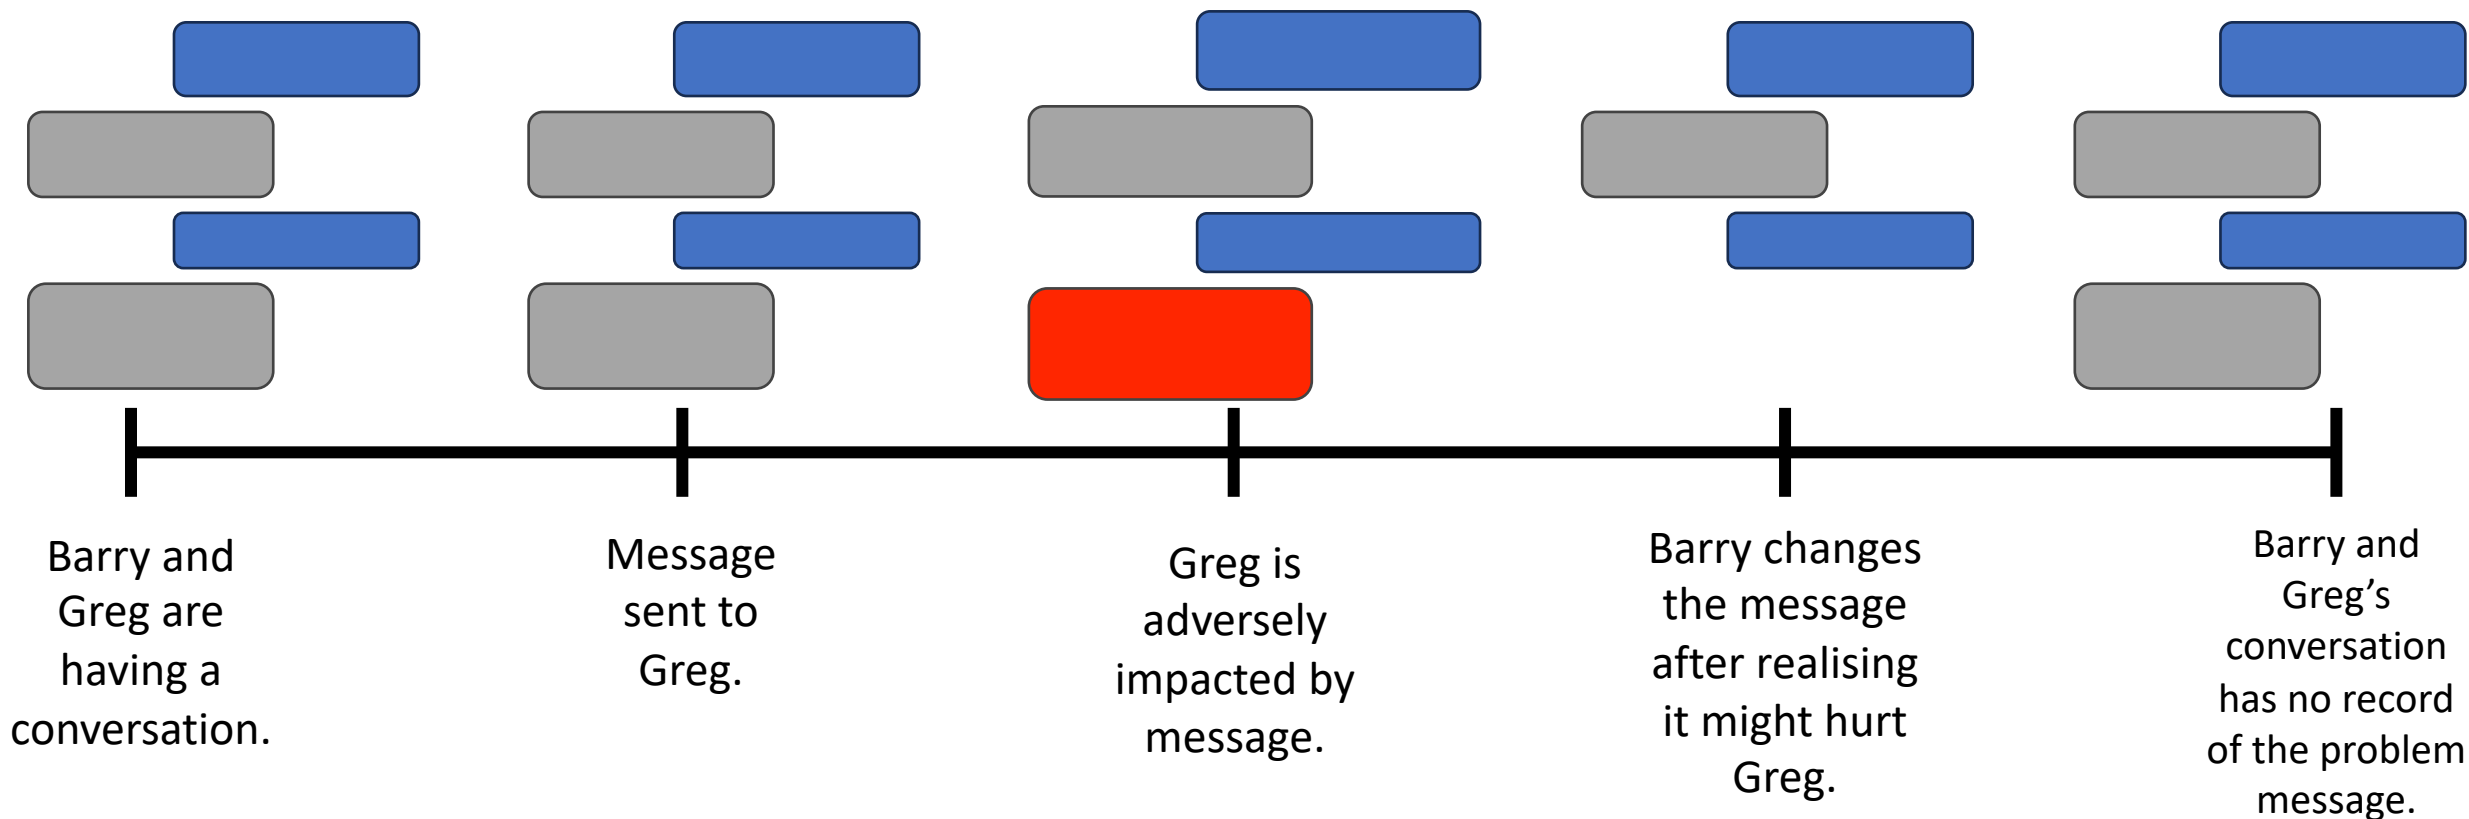 Barry and
Greg are
having a
conversation.
Message
sent to
Greg.
Greg is
adversely
impacted by
message.
Barry changes
the message
after realising
it might hurt
Greg.
Barry and
Greg’s
conversation
has no record
of the problem
message.